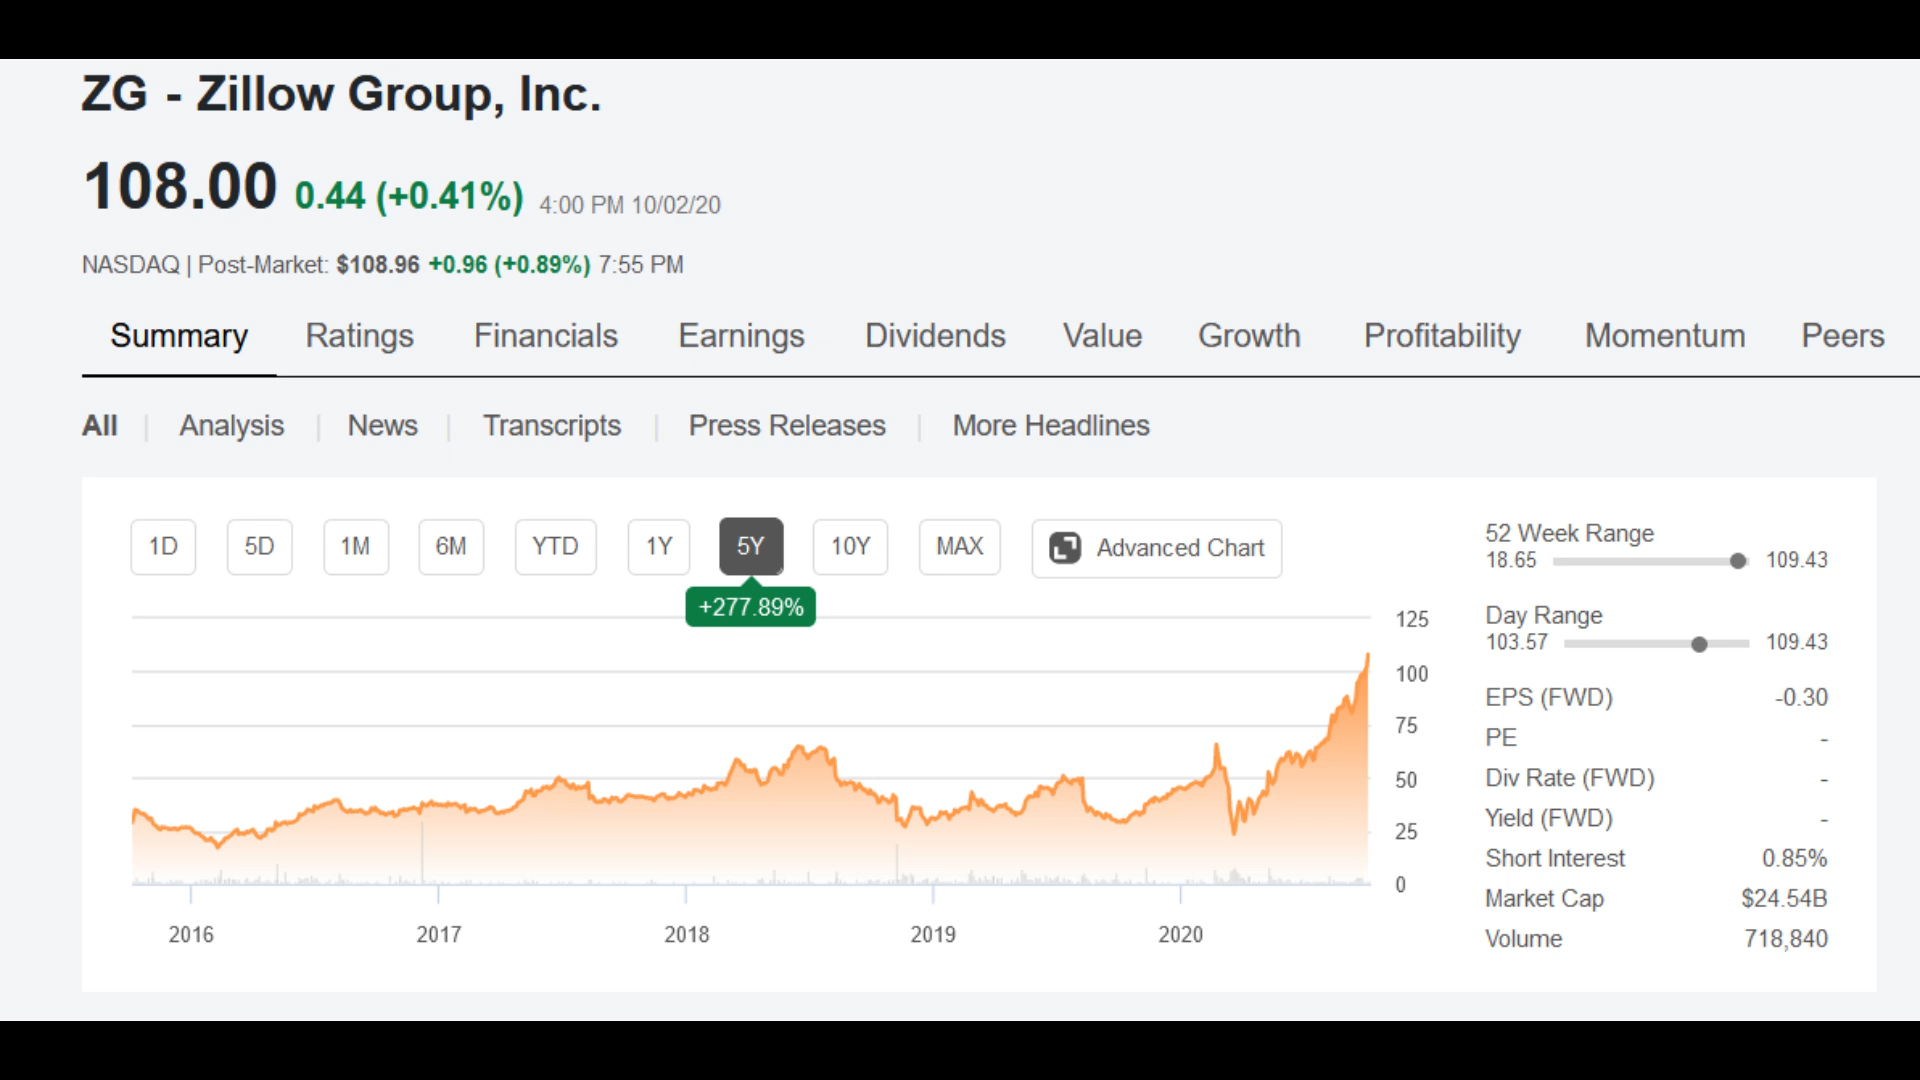 ZG - Zillow Group, Inc.
108.00 0.44 (+0.41%) 4:00 PM 10/02/20
NASDAQ | Post-Market: $108.96 +0.96 (+0.89%) 7:55 PM
Summary Ratings Financials Earnings Dividends Value Growth Profitability Momentum Peers
All | Analysis | News | Transcripts | Press Releases | More Headlines
1D 5D 1M 6M YTD 1Y 5Y 10Y MAX Advanced Chart
+277.89%
125
100
75
50
25
0
2016 2017 2018 2019 2020
52 Week Range
18.65 109.43
Day Range
103.57 109.43
EPS (FWD) -0.30
PE -
Div Rate (FWD) -
Yield (FWD) -
Short Interest 0.85%
Market Cap $24.54B
Volume 718,840